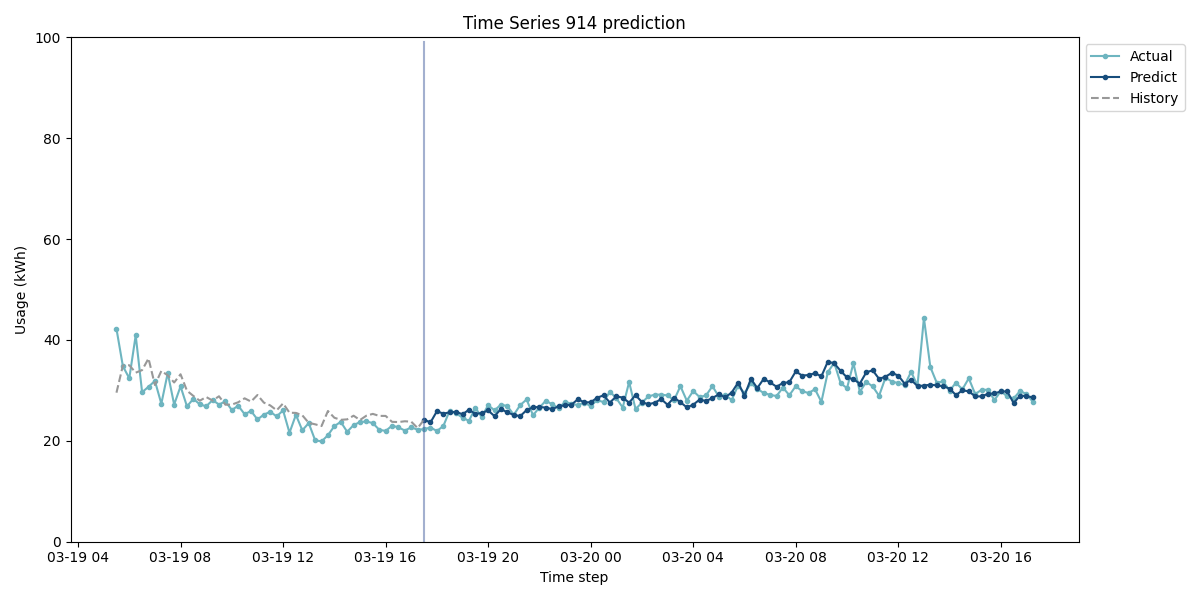 Time Series 914 prediction
100
80
60
40
20
0
Usage (kWh)
03-19 04
03-19 08
03-19 12
03-19 16
03-19 20
03-20 00
03-20 04
03-20 08
03-20 12
03-20 16
Time step
Actual
Predict
History